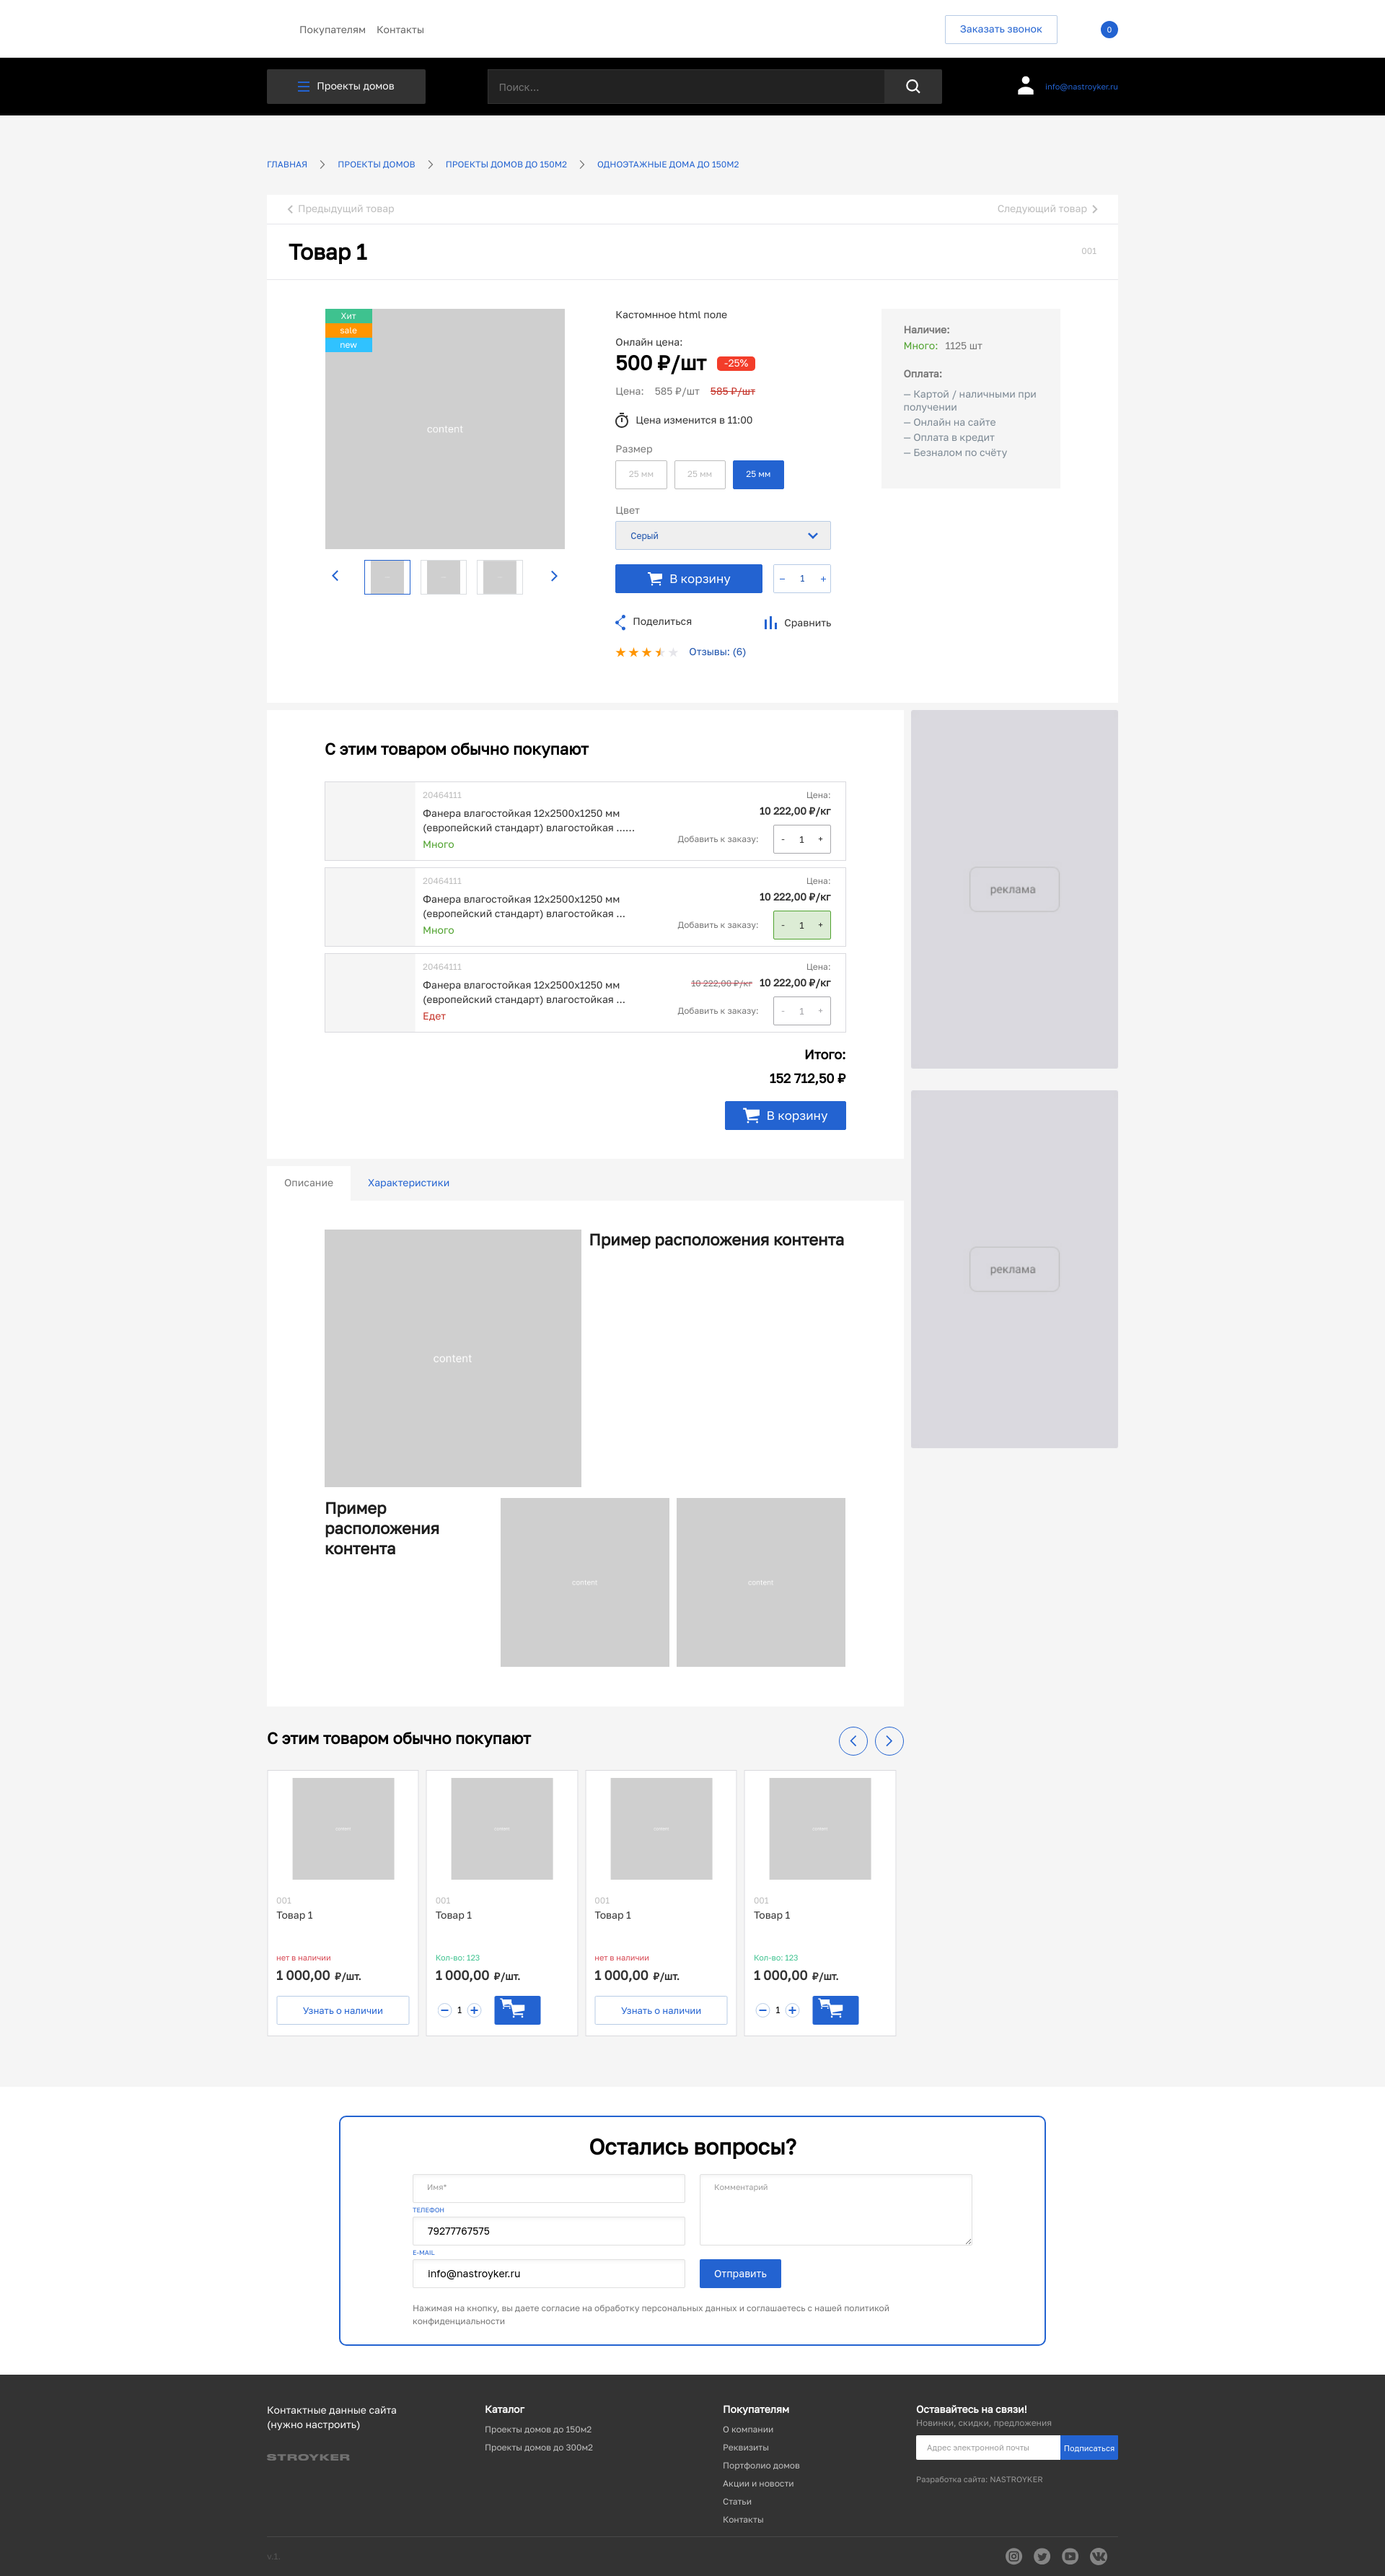 Покупателям Контакты
Заказать звонок
0
Проекты домов
Поиск...
info@nastroyker.ru
ГЛАВНАЯ
ПРОЕКТЫ ДОМОВ
ПРОЕКТЫ ДОМОВ ДО 150М2
ОДНОЭТАЖНЫЕ ДОМА ДО 150М2
Предыдущий товар
Следующий товар
Товар 1
001
Хит
sale
new
content
Кастомнное html поле
Онлайн цена:
500 ₽/шт -25%
Цена: 585 ₽/шт 585 ₽/шт
Цена изменится в 11:00
Размер
25 мм 25 мм 25 мм
Цвет
Серый
В корзину
− 1 +
Поделиться
Сравнить
Отзывы: (6)
Наличие:
Много: 1125 шт
Оплата:
— Картой / наличными при
получении
— Онлайн на сайте
— Оплата в кредит
— Безналом по счёту
С этим товаром обычно покупают
20464111
Фанера влагостойкая 12х2500х1250 мм
(европейский стандарт) влагостойкая ......
Много
Цена:
10 222,00 ₽/кг
Добавить к заказу:
- 1 +
20464111
Фанера влагостойкая 12х2500х1250 мм
(европейский стандарт) влагостойкая ...
Много
Цена:
10 222,00 ₽/кг
Добавить к заказу:
- 1 +
20464111
Фанера влагостойкая 12х2500х1250 мм
(европейский стандарт) влагостойкая ...
Едет
Цена:
10 222,00 ₽/кг 10 222,00 ₽/кг
Добавить к заказу:
- 1 +
Итого:
152 712,50 ₽
В корзину
реклама
реклама
Описание
Характеристики
content
Пример расположения контента
Пример
расположения
контента
content
content
С этим товаром обычно покупают
content
001
Товар 1
нет в наличии
1 000,00 ₽/шт.
Узнать о наличии
content
001
Товар 1
Кол-во: 123
1 000,00 ₽/шт.
1
content
001
Товар 1
нет в наличии
1 000,00 ₽/шт.
Узнать о наличии
content
001
Товар 1
Кол-во: 123
1 000,00 ₽/шт.
1
Остались вопросы?
Имя*
ТЕЛЕФОН
79277767575
E-MAIL
info@nastroyker.ru
Комментарий
Отправить
Нажимая на кнопку, вы даете согласие на обработку персональных данных и соглашаетесь с нашей политикой
конфиденциальности
Контактные данные сайта
(нужно настроить)
STROYKER
Каталог
Проекты домов до 150м2
Проекты домов до 300м2
Покупателям
О компании
Реквизиты
Портфолио домов
Акции и новости
Статьи
Контакты
Оставайтесь на связи!
Новинки, скидки, предложения
Адрес электронной почты
Подписаться
Разработка сайта: NASTROYKER